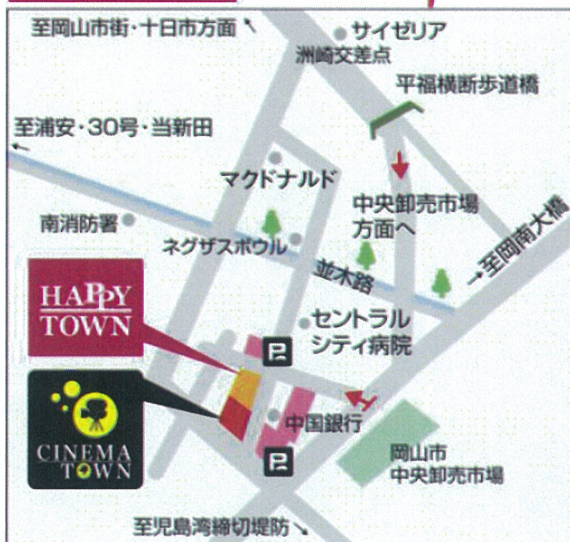 至岡山市街・十日市方面
サイゼリア
洲崎交差点
平福横断歩道橋
至浦安・30号・当新田
マクドナルド
中央卸売市場
方面へ
南消防署
ネグザスボウル
並木路
→至岡南大橋
HAPPY
TOWN
セントラル
シティ病院
P
CINEMA
TOWN
中国銀行
岡山市
中央卸売市場
P
至児島湾締切堤防